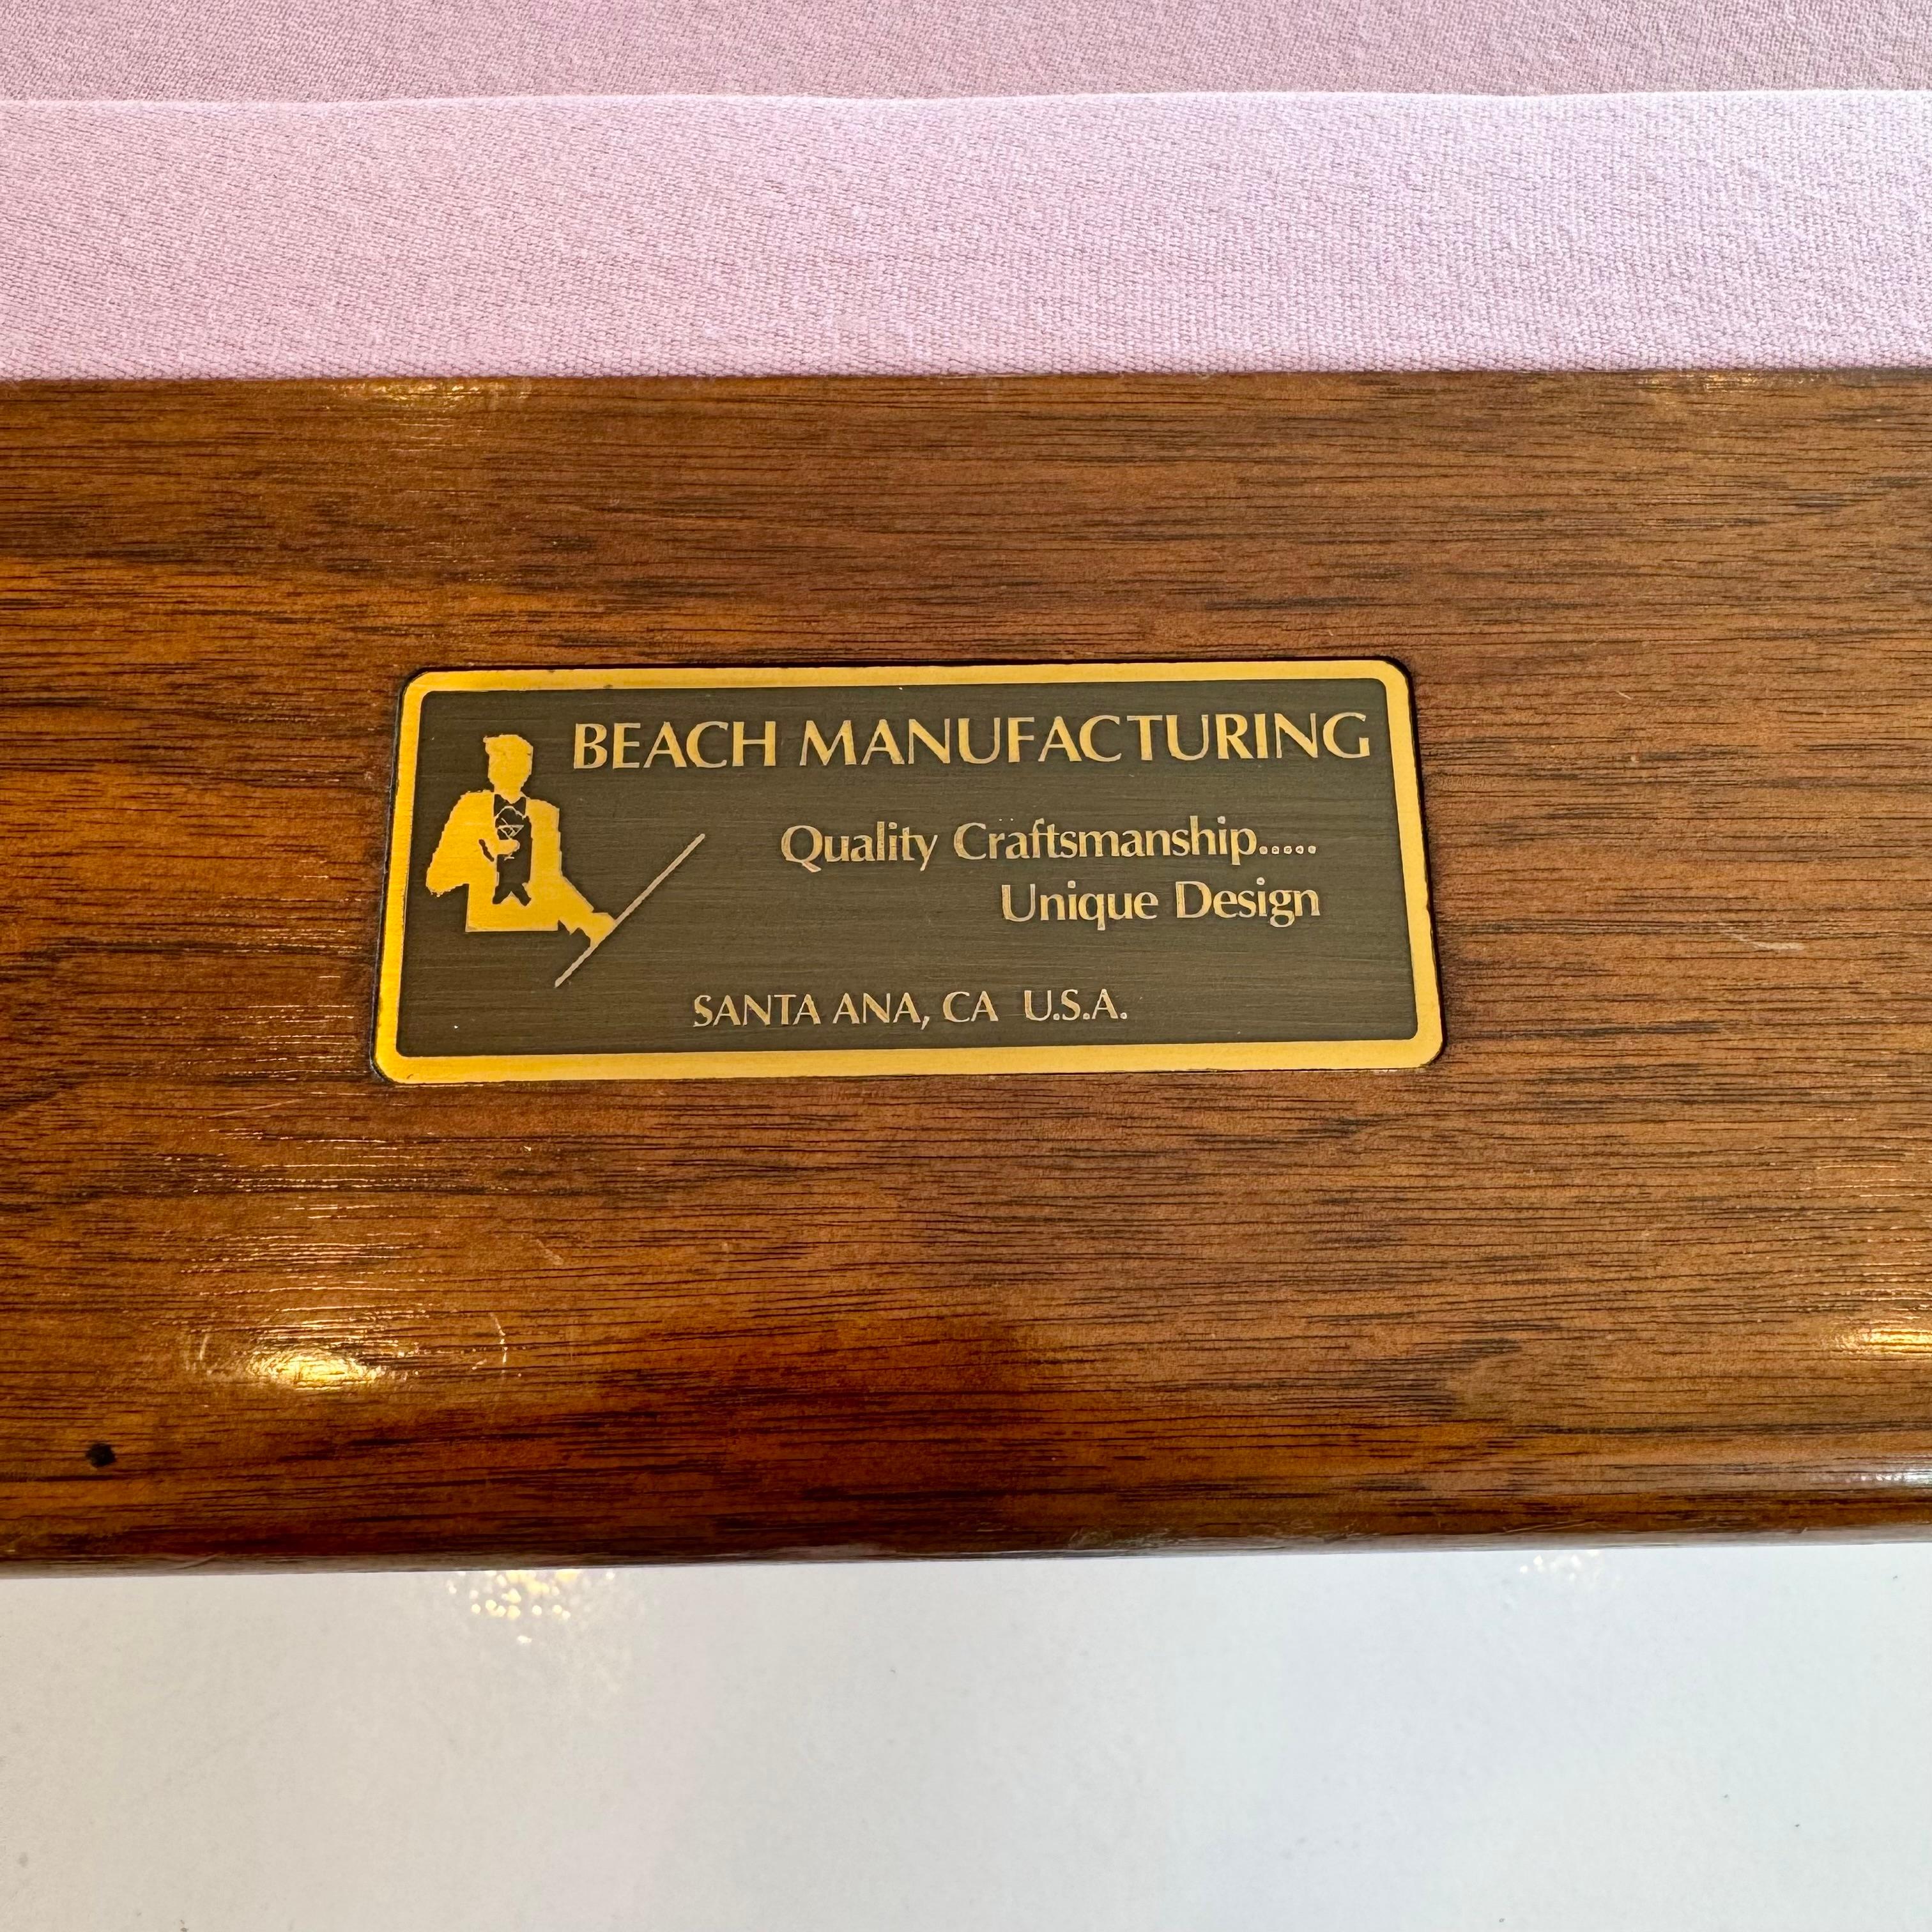 BEACH MANUFACTURING
Quality Craftsmanship.....
Unique Design
SANTA ANA, CA U.S.A.